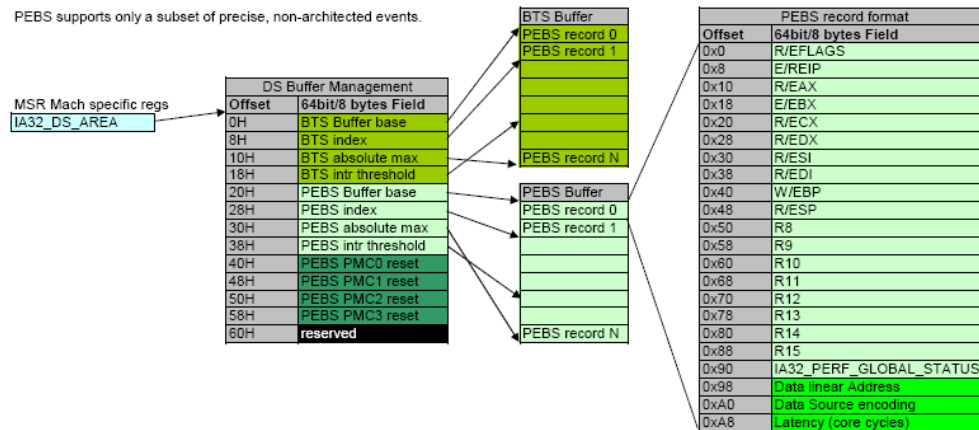 PEBS supports only a subset of precise, non-architected events.
MSR Mach specific regs
IA32_DS_AREA
DS Buffer Management
Offset 64bit/8 bytes Field
0H BTS Buffer base
8H BTS index
10H BTS absolute max
18H BTS intr threshold
20H PEBS Buffer base
28H PEBS index
30H PEBS absolute max
38H PEBS intr threshold
40H PEBS PMC0 reset
48H PEBS PMC1 reset
50H PEBS PMC2 reset
58H PEBS PMC3 reset
60H reserved
BTS Buffer
PEBS record 0
PEBS record 1
PEBS record N
PEBS Buffer
PEBS record 0
PEBS record 1
PEBS record N
PEBS record format
Offset 64bit/8 bytes Field
0x0 R/EFLAGS
0x8 E/REIP
0x10 R/EAX
0x18 E/EBX
0x20 R/ECX
0x28 R/EDX
0x30 R/ESI
0x38 R/EDI
0x40 W/EBP
0x48 R/ESP
0x50 R8
0x58 R9
0x60 R10
0x68 R11
0x70 R12
0x78 R13
0x80 R14
0x88 R15
0x90 IA32_PERF_GLOBAL_STATUS
0x98 Data linear Address
0xA0 Data Source encoding
0xA8 Latency (core cycles)